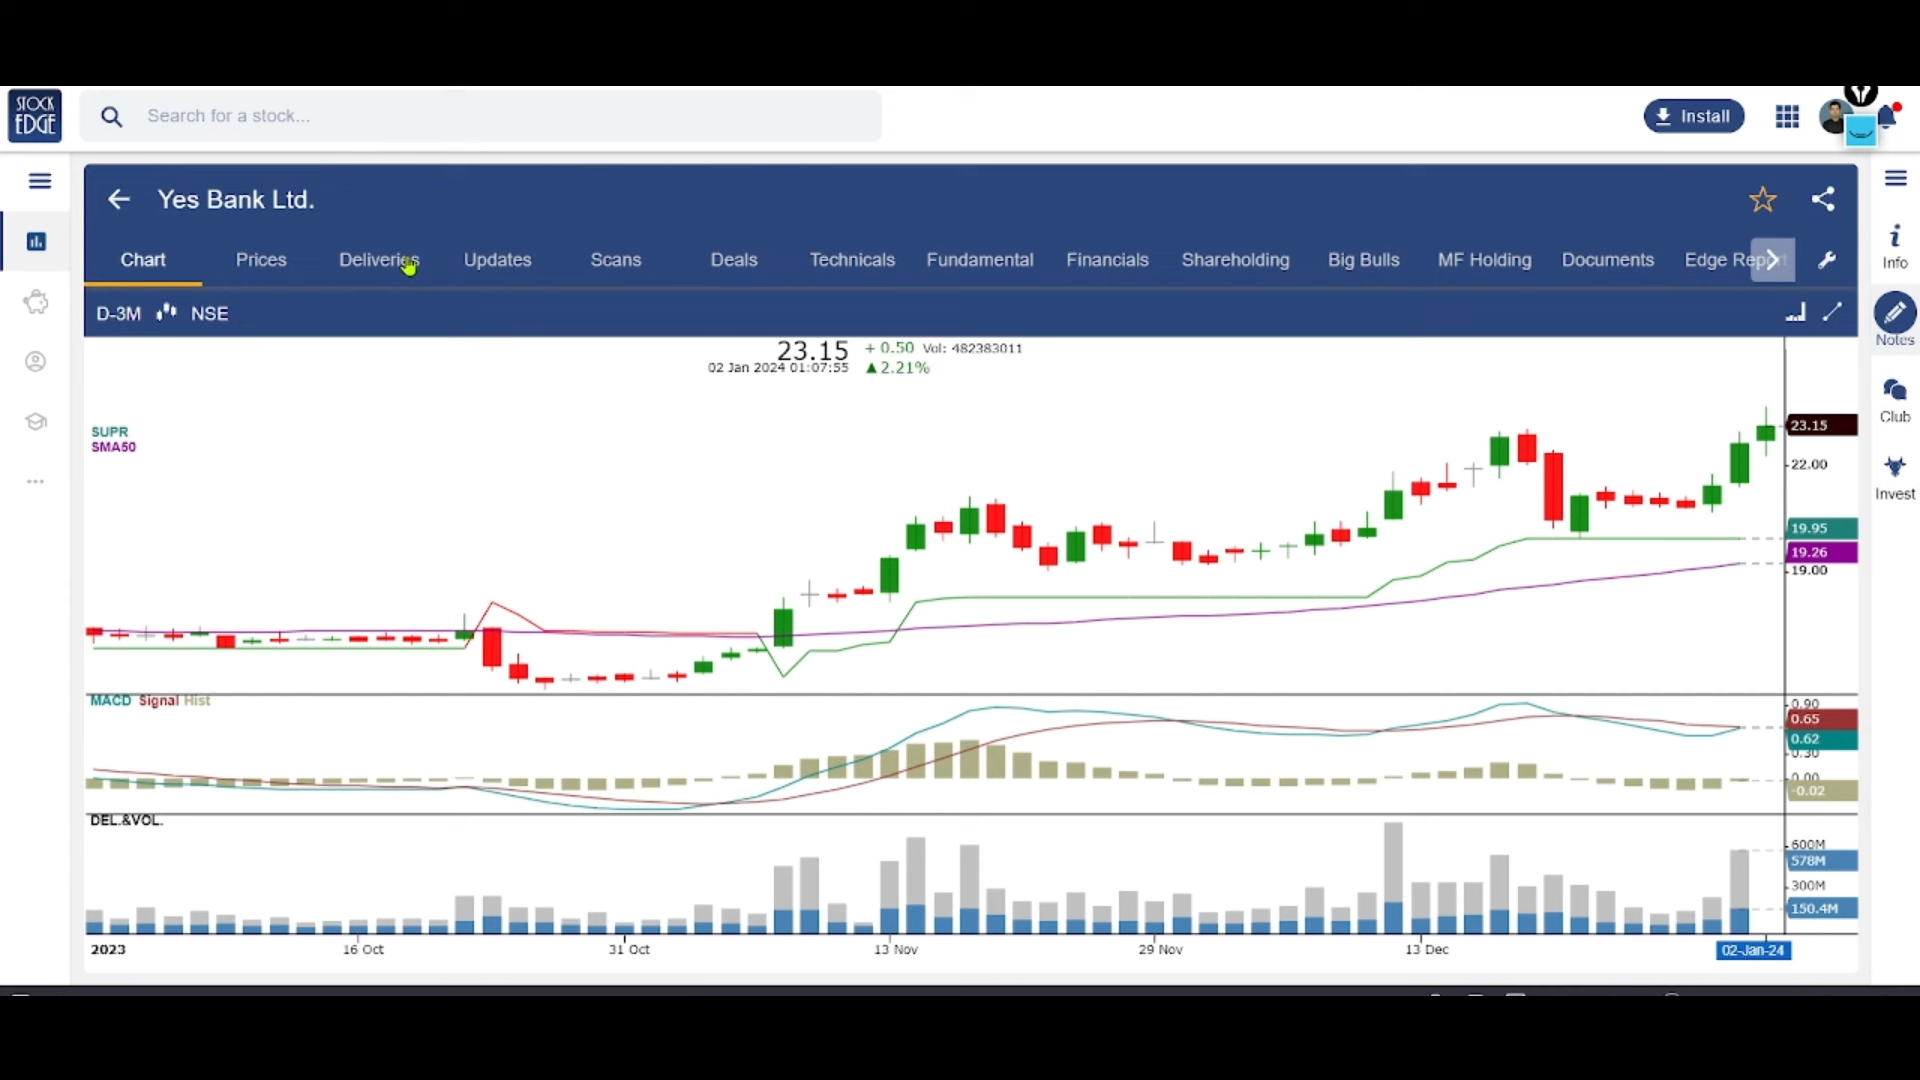 STOCK
EDGE
Search for a stock...
Install
Yes Bank Ltd.
Chart Prices Deliveries Updates Scans Deals Technicals Fundamental Financials Shareholding Big Bulls MF Holding Documents Edge Report
Info
D-3M NSE
Notes
23.15 + 0.50 Vol: 482383011
02 Jan 2024 01:07:55 ▲2.21%
Club
SUPR
SMA50
23.15
22.00
Invest
19.95
19.26
19.00
MACD Signal Hist
0.90
0.65
0.62
0.30
0.00
-0.02
DEL.&VOL.
600M
578M
300M
150.4M
2023 16 Oct 31 Oct 13 Nov 29 Nov 13 Dec 02-Jan-24